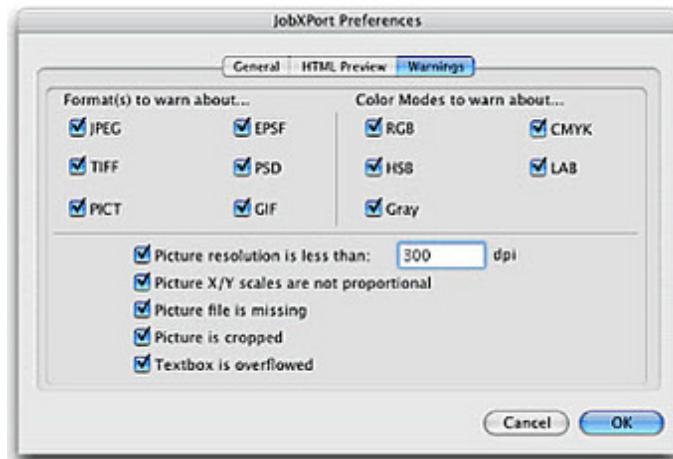 JobXPort Preferences
General HTML Preview Warnings
Format(s) to warn about...
JPEG EPSF
TIFF PSD
PICT GIF
Color Modes to warn about...
RGB CMYK
HSB LAB
Gray
Picture resolution is less than: 300 dpi
Picture X/Y scales are not proportional
Picture file is missing
Picture is cropped
Textbox is overflowed
Cancel OK